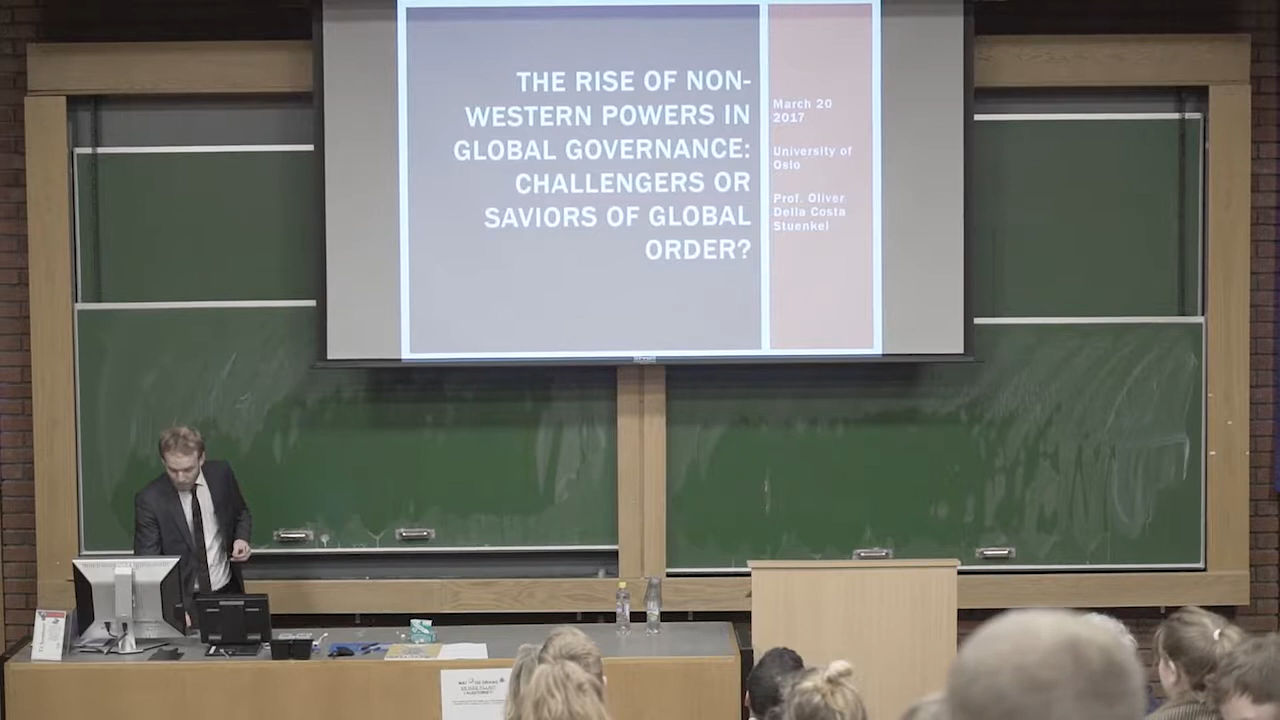 THE RISE OF NON-
WESTERN POWERS IN
GLOBAL GOVERNANCE:
CHALLENGERS OR
SAVIORS OF GLOBAL
ORDER?
March 20
2017
University of
Oslo
Prof. Oliver
Della Costa
Stuenkel